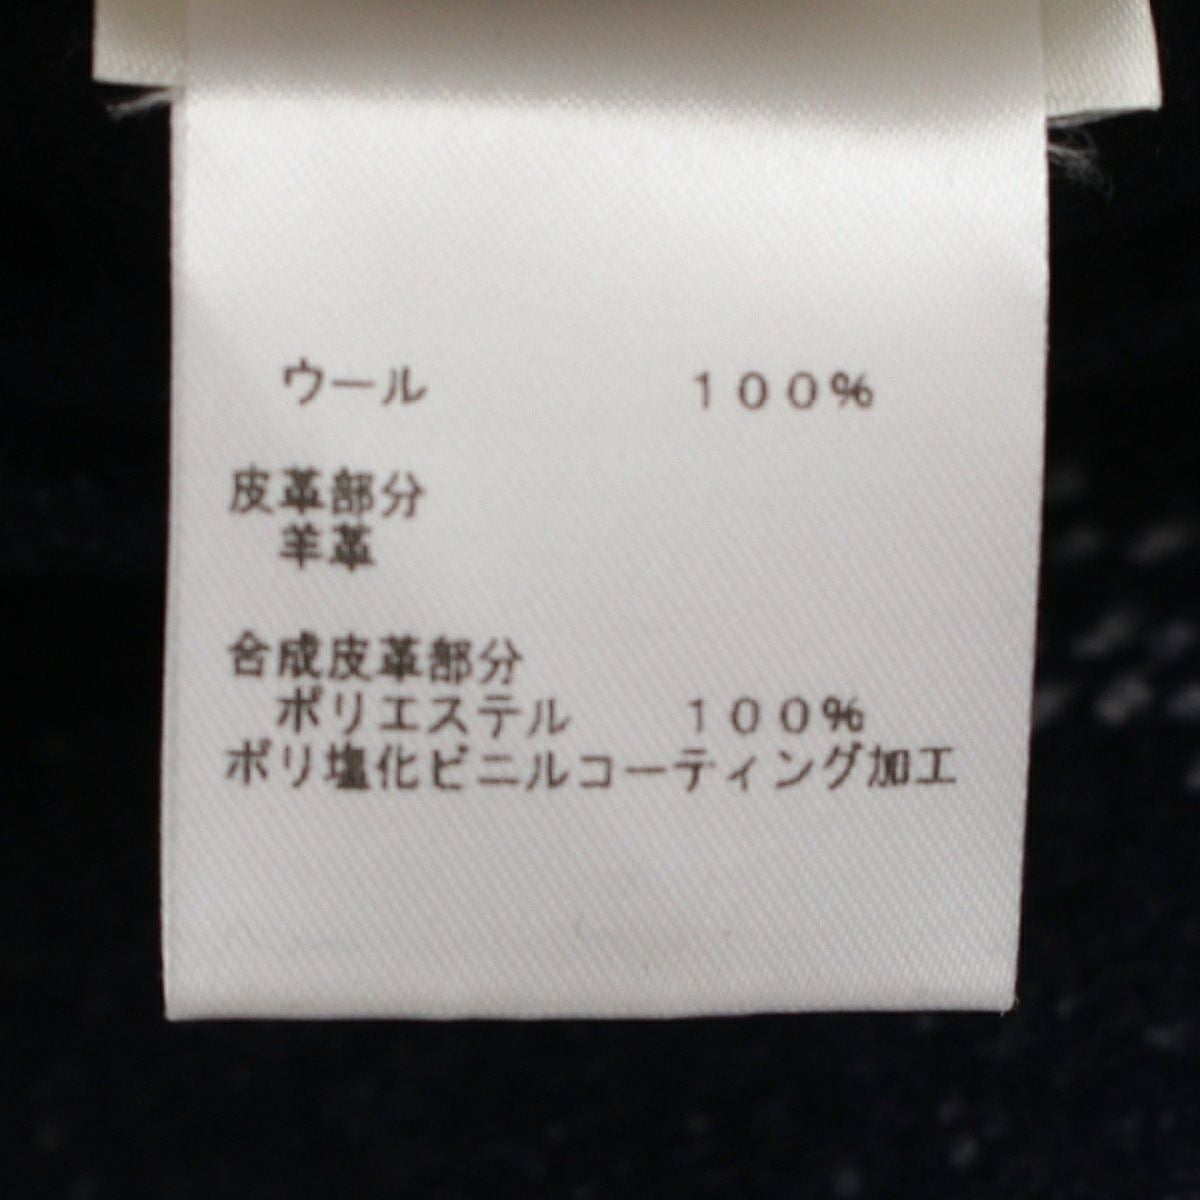 ウール　１００％
皮革部分
羊革
合成皮革部分
ポリエステル　１００％
ポリ塩化ビニルコーティング加工